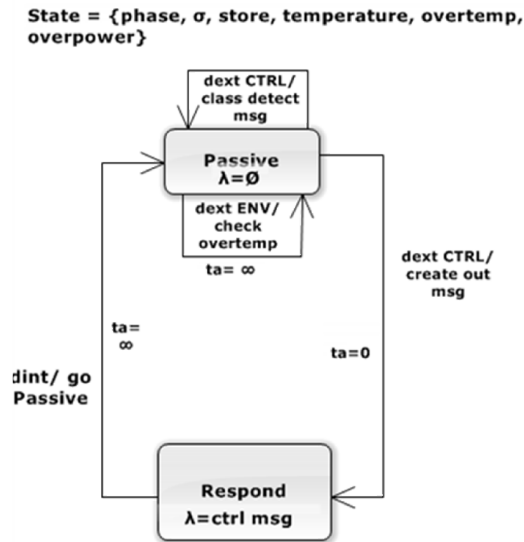 State = {phase, σ, store, temperature, overtemp,
overpower}
dext CTRL/
class detect
msg
Passive
λ=Ø
dext ENV/
check
overtemp
ta= ∞
dext CTRL/
create out
msg
ta=
∞
ta=0
dint/ go
Passive
Respond
λ=ctrl msg